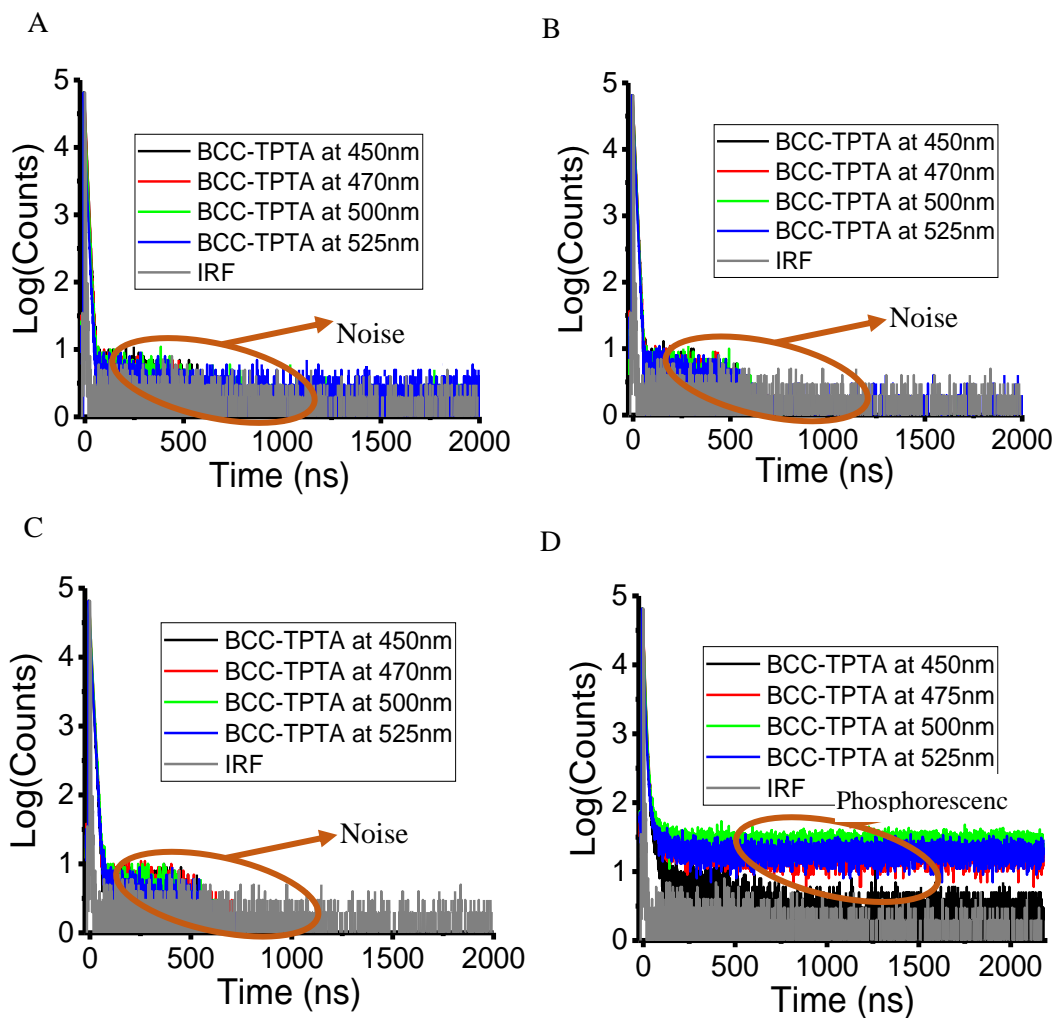 A
5
4
3
2
1
0
Log(Counts)
BCC-TPTA at 450nm
BCC-TPTA at 470nm
BCC-TPTA at 500nm
BCC-TPTA at 525nm
IRF
Noise
0 500 1000 1500 2000
Time (ns)
B
5
4
3
2
1
0
Log(Counts)
BCC-TPTA at 450nm
BCC-TPTA at 470nm
BCC-TPTA at 500nm
BCC-TPTA at 525nm
IRF
Noise
0 500 1000 1500 2000
Time (ns)
C
5
4
3
2
1
0
Log(Counts)
BCC-TPTA at 450nm
BCC-TPTA at 470nm
BCC-TPTA at 500nm
BCC-TPTA at 525nm
IRF
Noise
0 500 1000 1500 2000
Time (ns)
D
5
4
3
2
1
0
Log(Counts)
BCC-TPTA at 450nm
BCC-TPTA at 475nm
BCC-TPTA at 500nm
BCC-TPTA at 525nm
IRF
Phosphorescenc
0 500 1000 1500 2000
Time (ns)